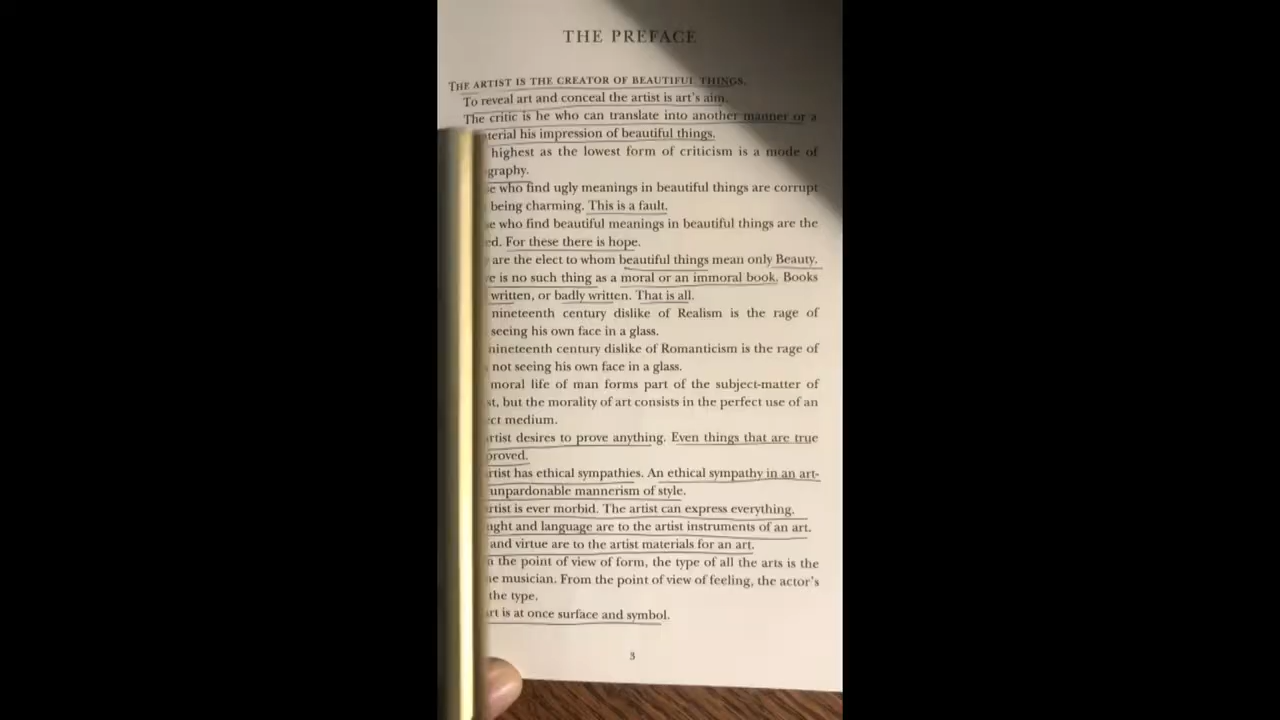 THE PREFACE
THE ARTIST IS THE CREATOR OF BEAUTIFUL THINGS.
To reveal art and conceal the artist is art's aim.
The critic is he who can translate into another manner or a
terial his impression of beautiful things.
highest as the lowest form of criticism is a mode of
graphy.
e who find ugly meanings in beautiful things are corrupt
being charming. This is a fault.
e who find beautiful meanings in beautiful things are the
ed. For these there is hope.
are the elect to whom beautiful things mean only Beauty.
e is no such thing as a moral or an immoral book. Books
written, or badly written. That is all.
nineteenth century dislike of Realism is the rage of
seeing his own face in a glass.
nineteenth century dislike of Romanticism is the rage of
not seeing his own face in a glass.
moral life of man forms part of the subject-matter of
st, but the morality of art consists in the perfect use of an
ct medium.
rtist desires to prove anything. Even things that are true
proved.
rtist has ethical sympathies. An ethical sympathy in an art-
unpardonable mannerism of style.
rtist is ever morbid. The artist can express everything.
ught and language are to the artist instruments of an art.
and virtue are to the artist materials for an art.
n the point of view of form, the type of all the arts is the
e musician. From the point of view of feeling, the actor's
the type.
rt is at once surface and symbol.
3